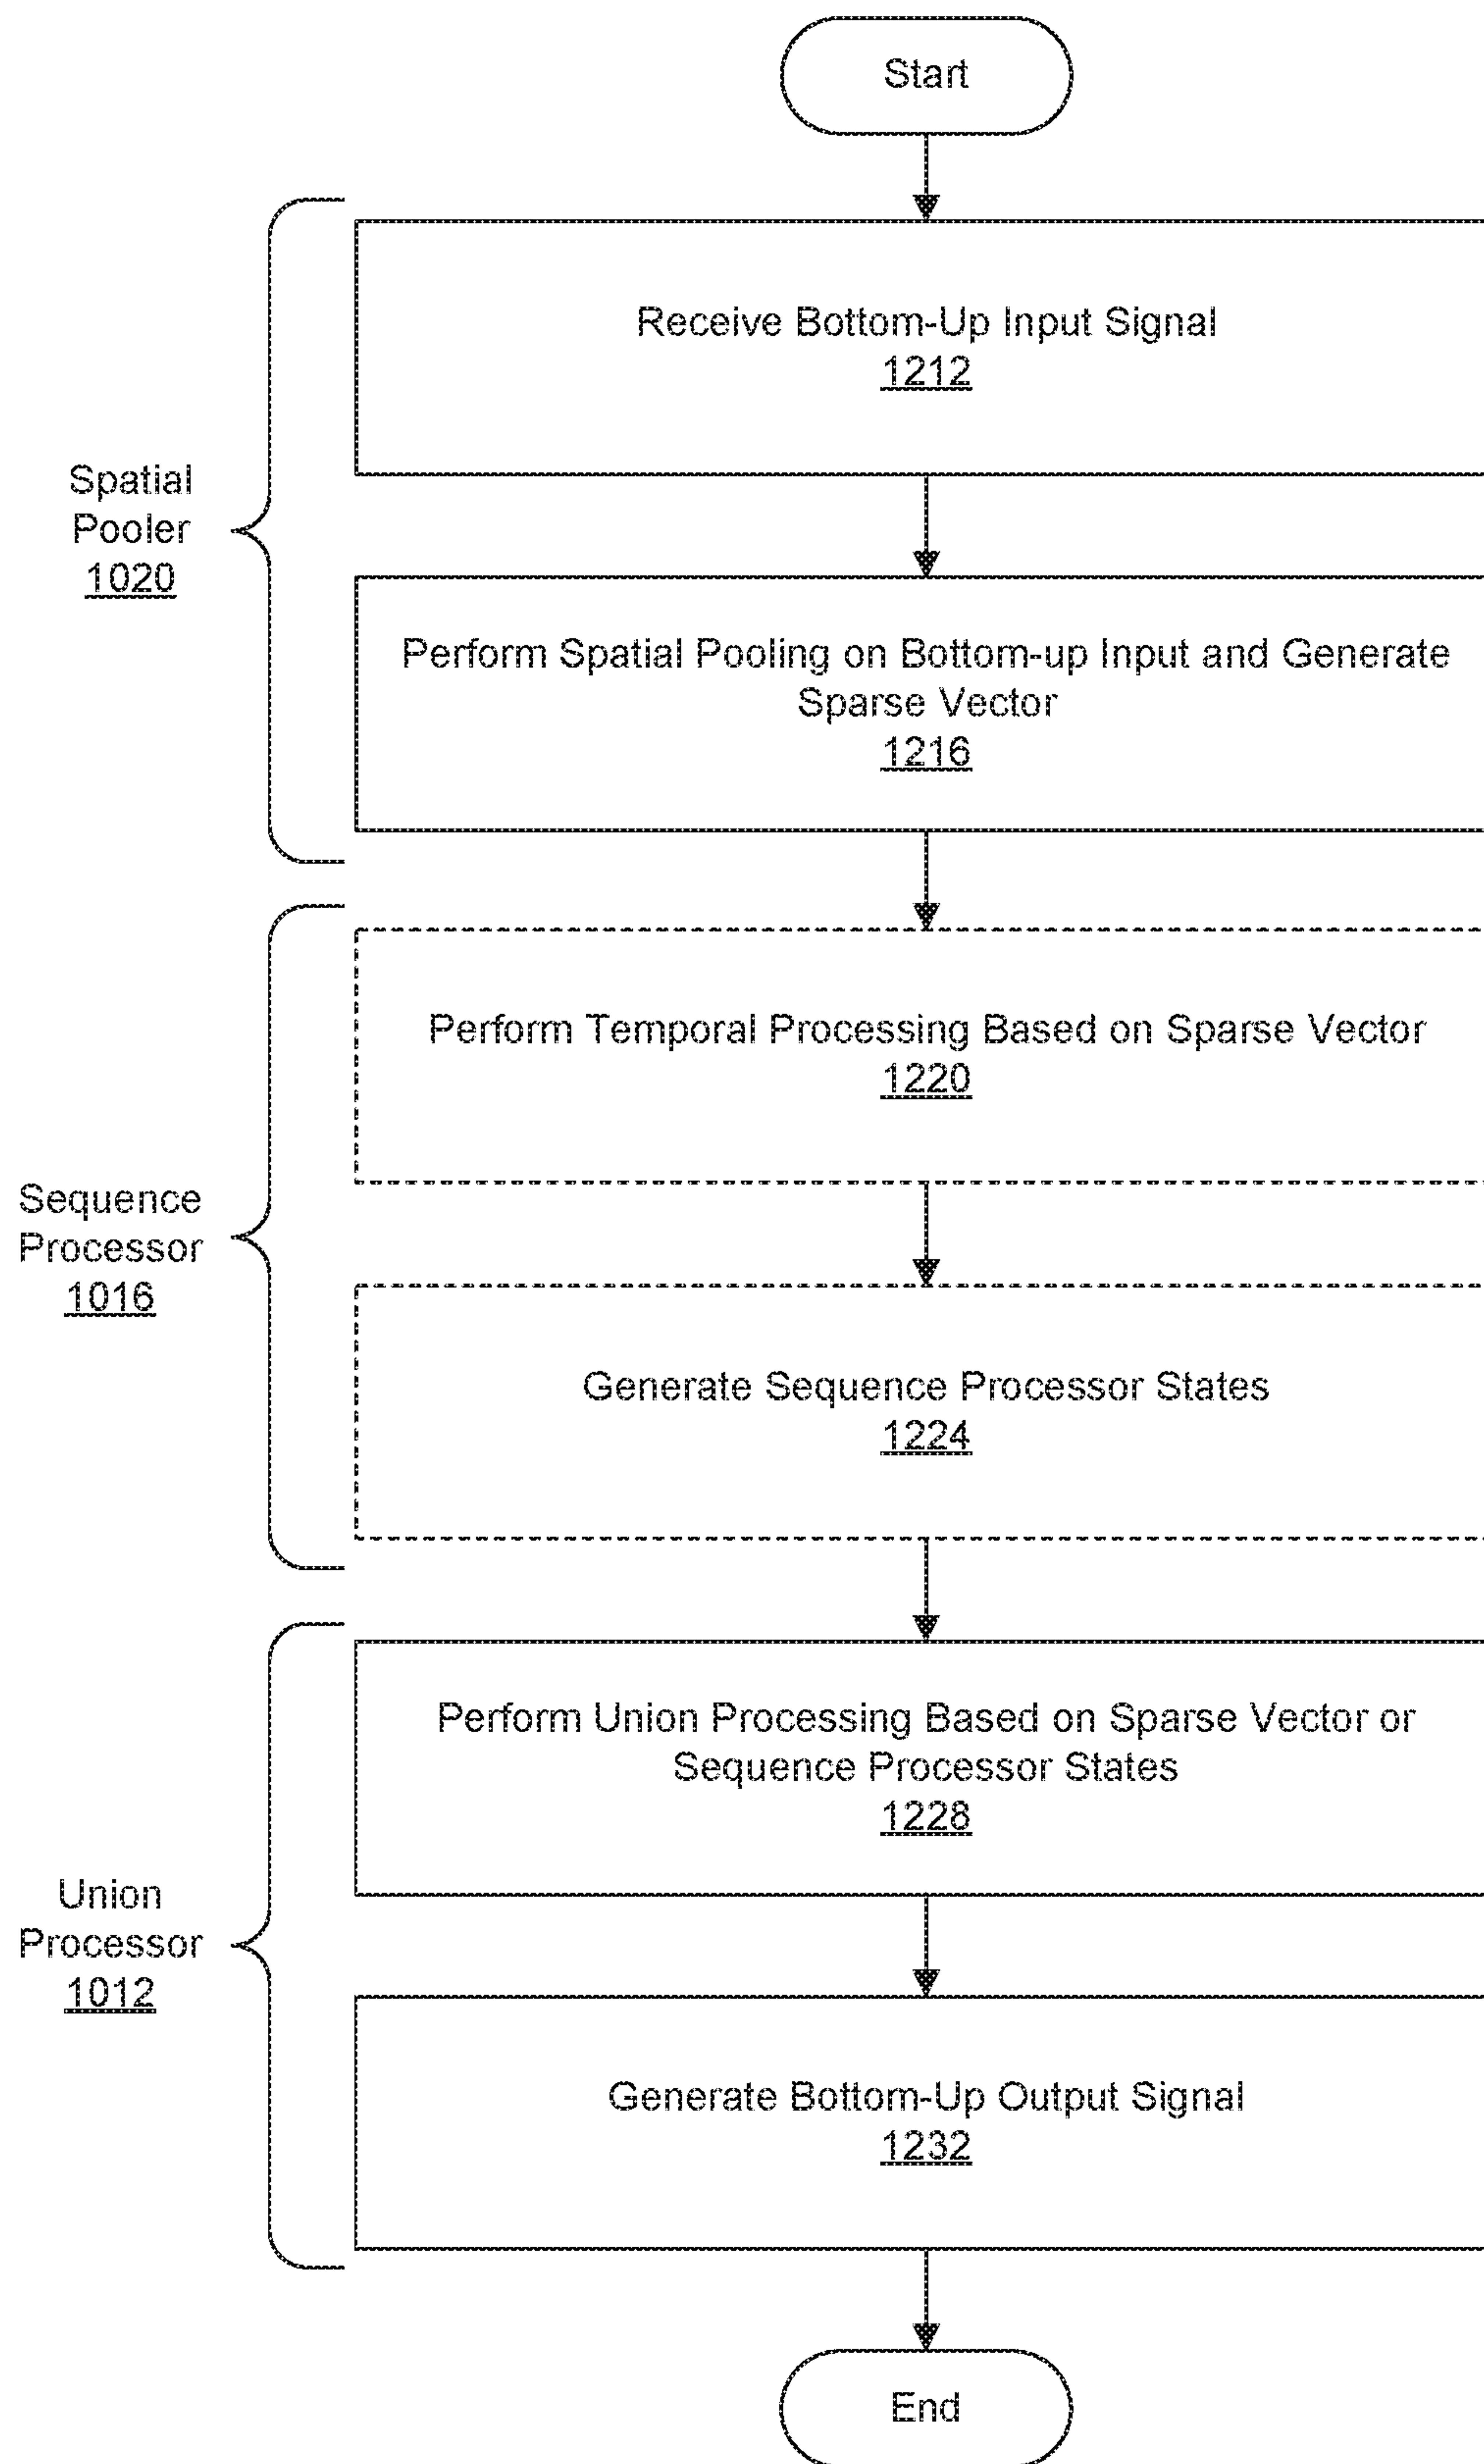 Start
Receive Bottom-Up Input Signal
1212
Spatial
Pooler
1020
Perform Spatial Pooling on Bottom-up Input and Generate
Sparse Vector
1216
Perform Temporal Processing Based on Sparse Vector
1220
Sequence
Processor
1016
Generate Sequence Processor States
1224
Perform Union Processing Based on Sparse Vector or
Sequence Processor States
1228
Union
Processor
1012
Generate Bottom-Up Output Signal
1232
End